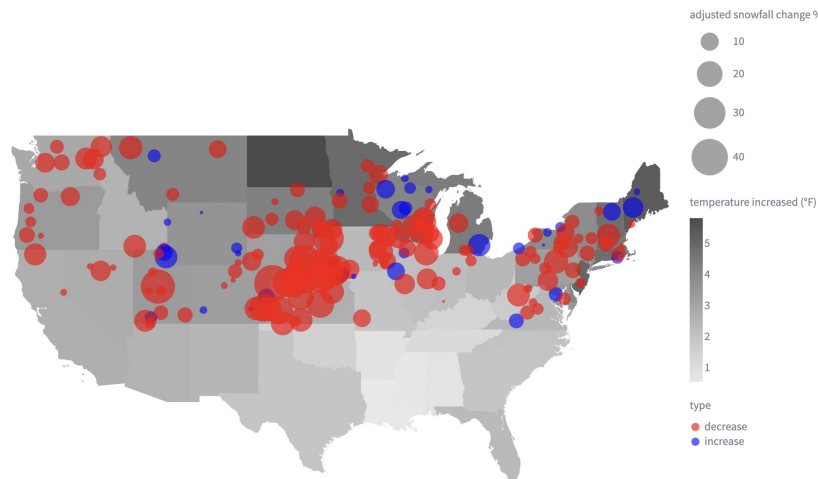 adjusted snowfall change %
10
20
30
40
temperature increased (°F)
5
4
3
2
1
type
decrease
increase